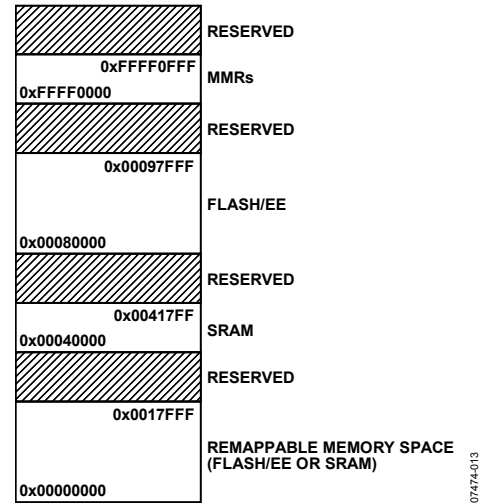 RESERVED
0xFFFF0FFF
MMRs
0xFFFF0000
RESERVED
0x00097FFF
FLASH/EE
0x00080000
RESERVED
0x00417FF
SRAM
0x00040000
RESERVED
0x0017FFF
REMAPPABLE MEMORY SPACE
(FLASH/EE OR SRAM)
0x00000000
07474-013